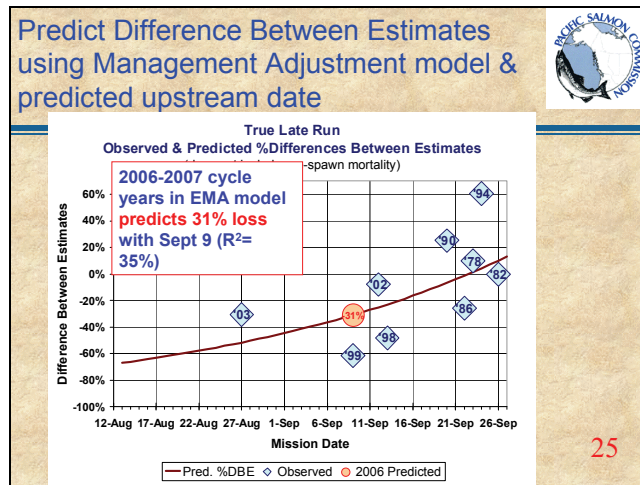 Predict Difference Between Estimates
using Management Adjustment model &
predicted upstream date
PACIFIC SALMON
COMMISSION
True Late Run
Observed & Predicted %Differences Between Estimates
-spawn mortality)
2006-2007 cycle
years in EMA model
predicts 31% loss
with Sept 9 (R2=
35%)
Difference Between Estimates
60%
40%
20%
0%
-20%
-40%
-60%
-80%
-100%
'94
'90
'78
'82
'02
'86
'03
-31%
'98
'99
12-Aug 17-Aug 22-Aug 27-Aug 1-Sep 6-Sep 11-Sep 16-Sep 21-Sep 26-Sep
Mission Date
Pred. %DBE Observed 2006 Predicted
25